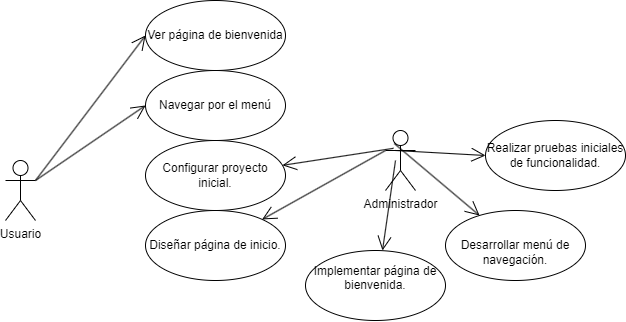 Ver página de bienvenida
Navegar por el menú
Realizar pruebas iniciales
de funcionalidad.
Configurar proyecto
inicial.
Administrador
Usuario
Diseñar página de inicio.
Desarrollar menú de
navegación.
Implementar página de
bienvenida.